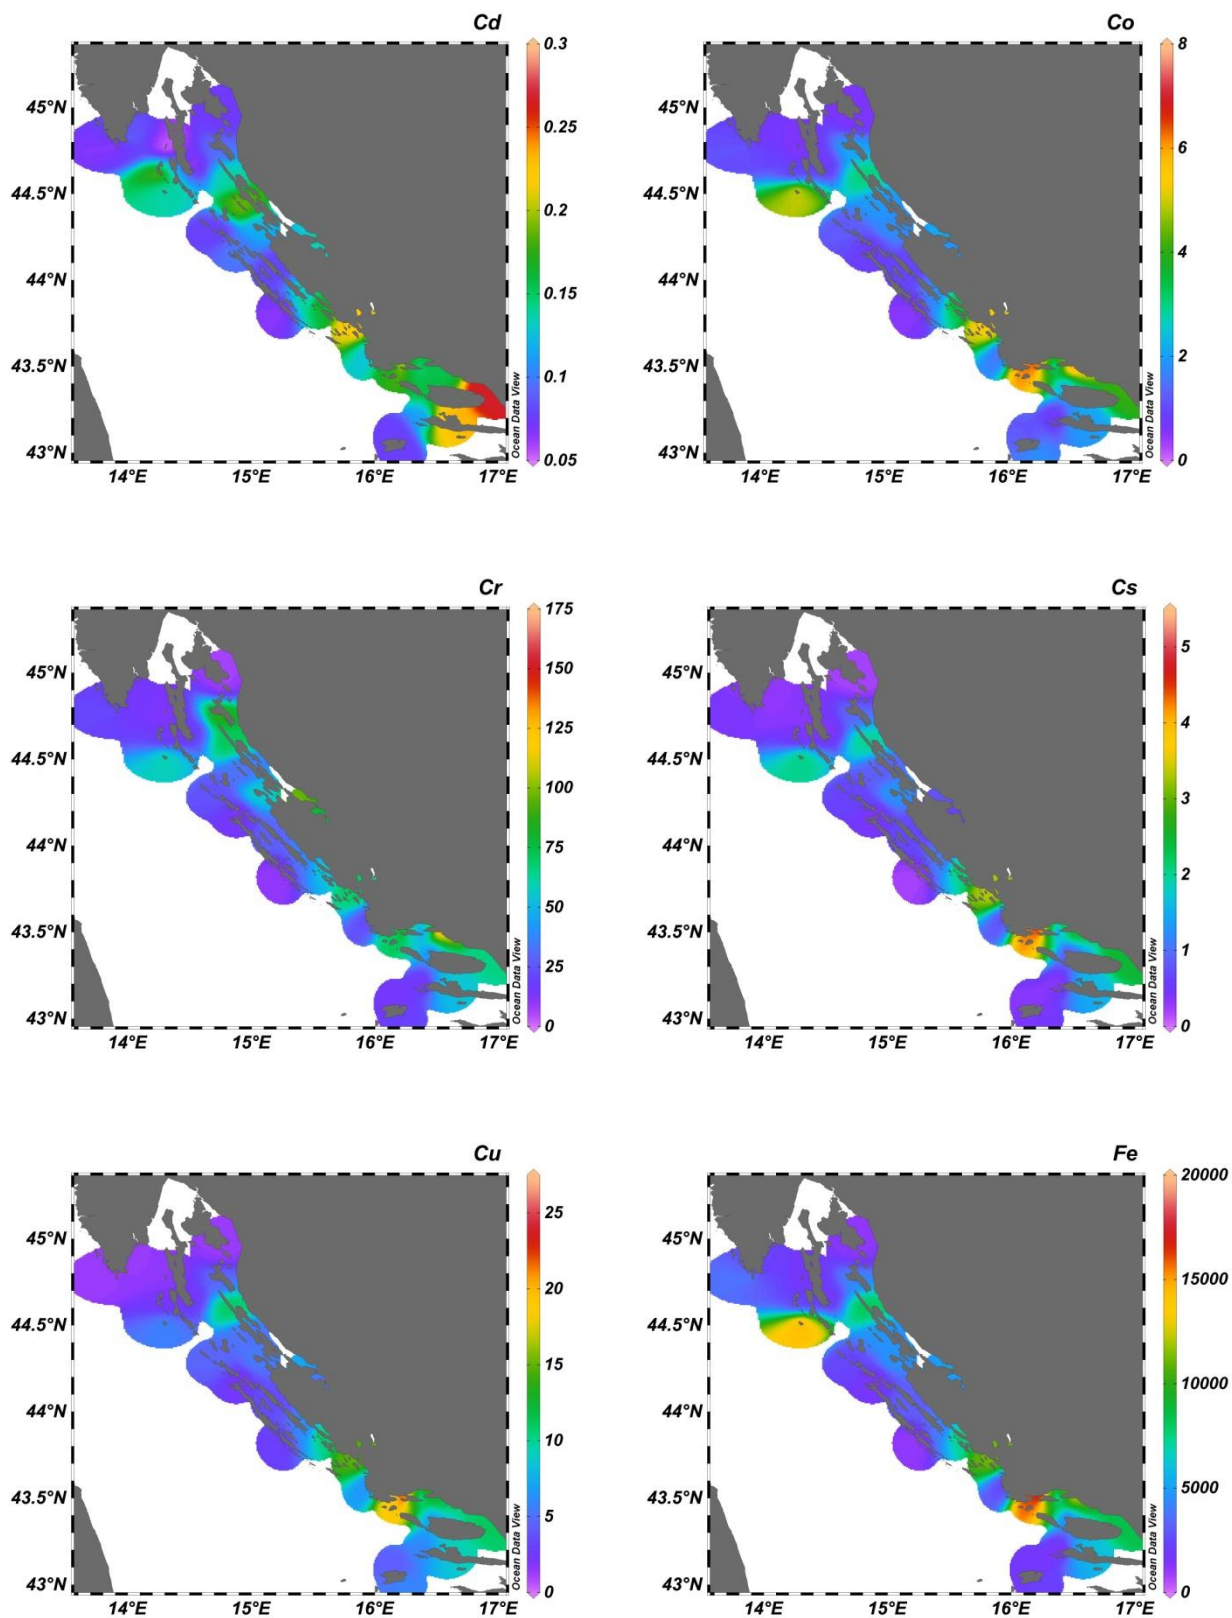 Cd
45°N
44.5°N
44°N
43.5°N
43°N
14°E 15°E 16°E 17°E
0.3
0.25
0.2
0.15
0.1
0.05
Ocean Data View
Co
45°N
44.5°N
44°N
43.5°N
43°N
14°E 15°E 16°E 17°E
8
6
4
2
0
Ocean Data View
Cr
45°N
44.5°N
44°N
43.5°N
43°N
14°E 15°E 16°E 17°E
175
150
125
100
75
50
25
0
Ocean Data View
Cs
45°N
44.5°N
44°N
43.5°N
43°N
14°E 15°E 16°E 17°E
5
4
3
2
1
0
Ocean Data View
Cu
45°N
44.5°N
44°N
43.5°N
43°N
14°E 15°E 16°E 17°E
25
20
15
10
5
0
Ocean Data View
Fe
45°N
44.5°N
44°N
43.5°N
43°N
14°E 15°E 16°E 17°E
20000
15000
10000
5000
0
Ocean Data View